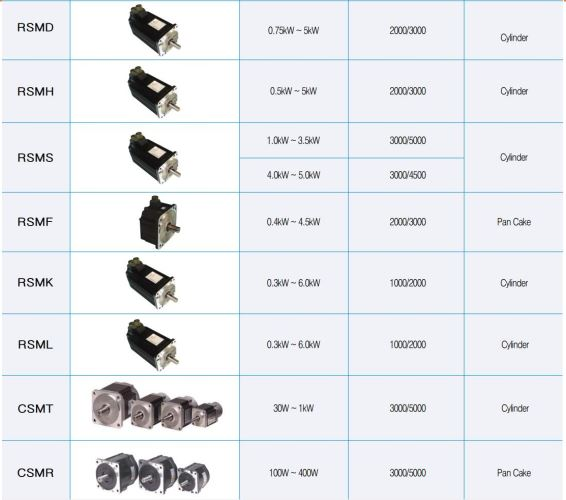 RSMD 0.75kW ~ 5kW 2000/3000 Cylinder
RSMH 0.5kW ~ 5kW 2000/3000 Cylinder
RSMS 1.0kW ~ 3.5kW 3000/5000 Cylinder
4.0kW ~ 5.0kW 3000/4500
RSMF 0.4kW ~ 4.5kW 2000/3000 Pan Cake
RSMK 0.3kW ~ 6.0kW 1000/2000 Cylinder
RSML 0.3kW ~ 6.0kW 1000/2000 Cylinder
CSMT 30W ~ 1kW 3000/5000 Cylinder
CSMR 100W ~ 400W 3000/5000 Pan Cake